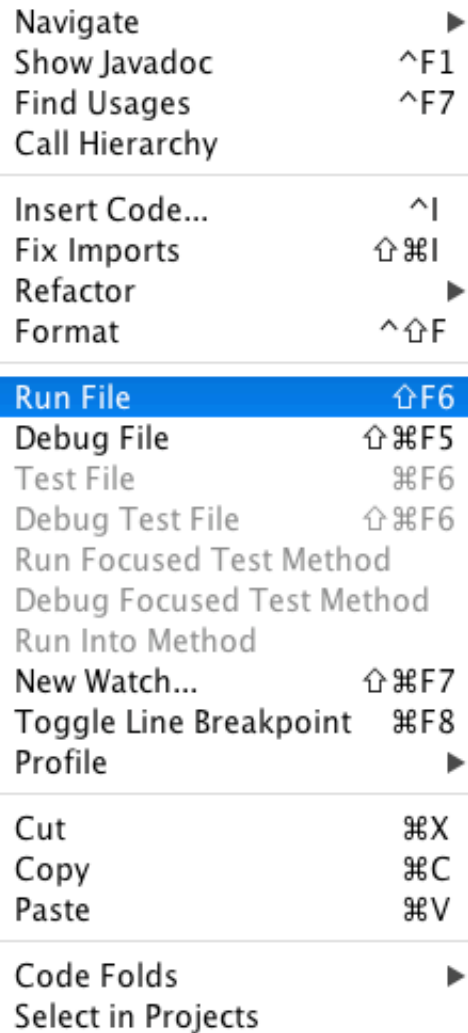 Navigate ▶
Show Javadoc ^F1
Find Usages ^F7
Call Hierarchy
Insert Code... ^I
Fix Imports ⇧⌘I
Refactor ▶
Format ^⇧F
Run File ⇧F6
Debug File ⇧⌘F5
Test File ⌘F6
Debug Test File ⇧⌘F6
Run Focused Test Method
Debug Focused Test Method
Run Into Method
New Watch... ⇧⌘F7
Toggle Line Breakpoint ⌘F8
Profile ▶
Cut ⌘X
Copy ⌘C
Paste ⌘V
Code Folds ▶
Select in Projects